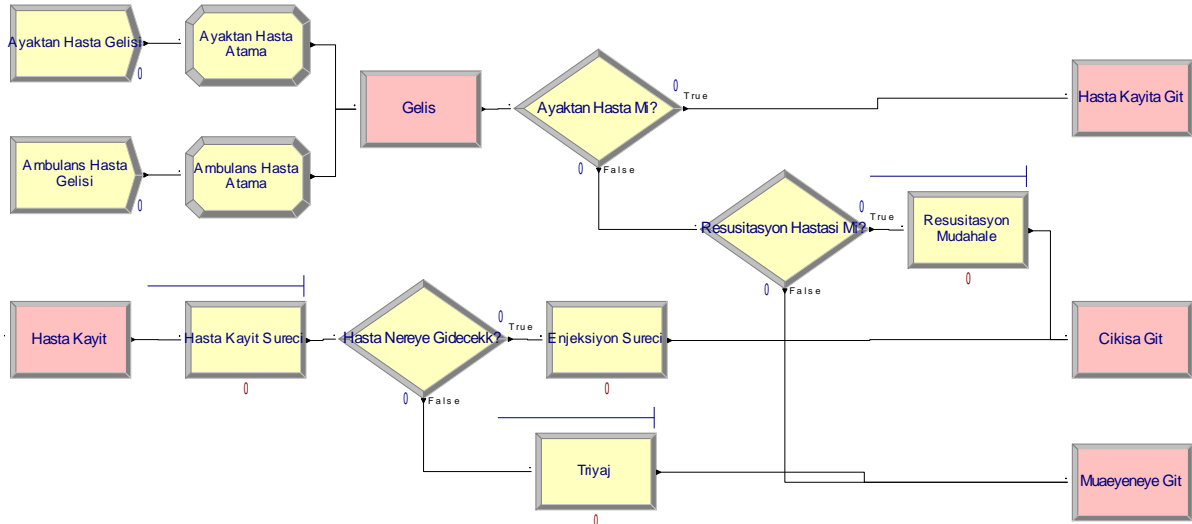 Ayaktan Hasta Gelisi
0
Ayaktan Hasta
Atama
Gelis
Ayaktan Hasta Mi?
0
True
0
False
Hasta Kayita Git
Ambulans Hasta
Gelisi
0
Ambulans Hasta
Atama
Resusitasyon Hastasi Mi?
0
True
0
False
Resusitasyon
Mudahale
0
Hasta Kayit
Hasta Kayit Sureci
0
Hasta Nereye Gidecekk?
0
True
0
False
Enjeksiyon Sureci
0
Cikisa Git
Triyaj
0
Muaeyeneye Git